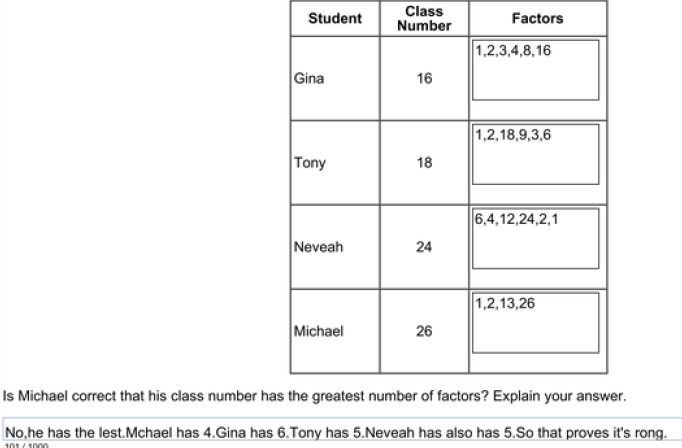 Student Class Number Factors
Gina 16 1,2,3,4,8,16
Tony 18 1,2,18,9,3,6
Neveah 24 6,4,12,24,2,1
Michael 26 1,2,13,26
Is Michael correct that his class number has the greatest number of factors? Explain your answer.
No,he has the lest.Mchael has 4.Gina has 6.Tony has 5.Neveah has also has 5.So that proves it's rong.
101 / 1000